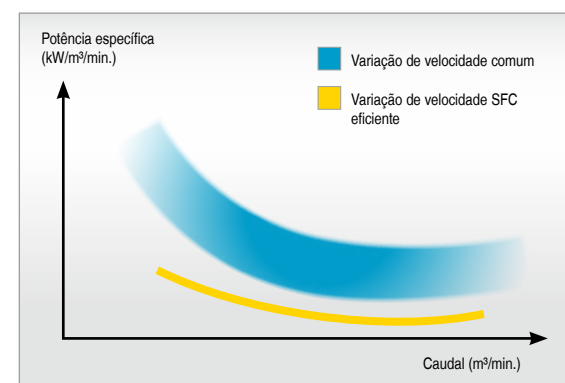 Potência específica
(kW/m³/min.)
Variação de velocidade comum
Variação de velocidade SFC
eficiente
Caudal (m³/min.)